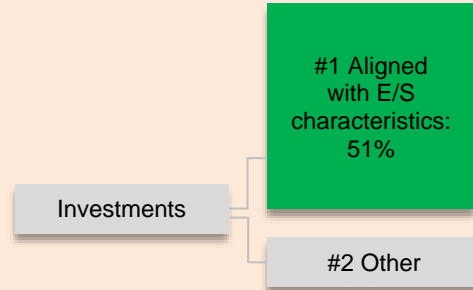 #1 Aligned
with E/S
characteristics:
51%
Investments
#2 Other